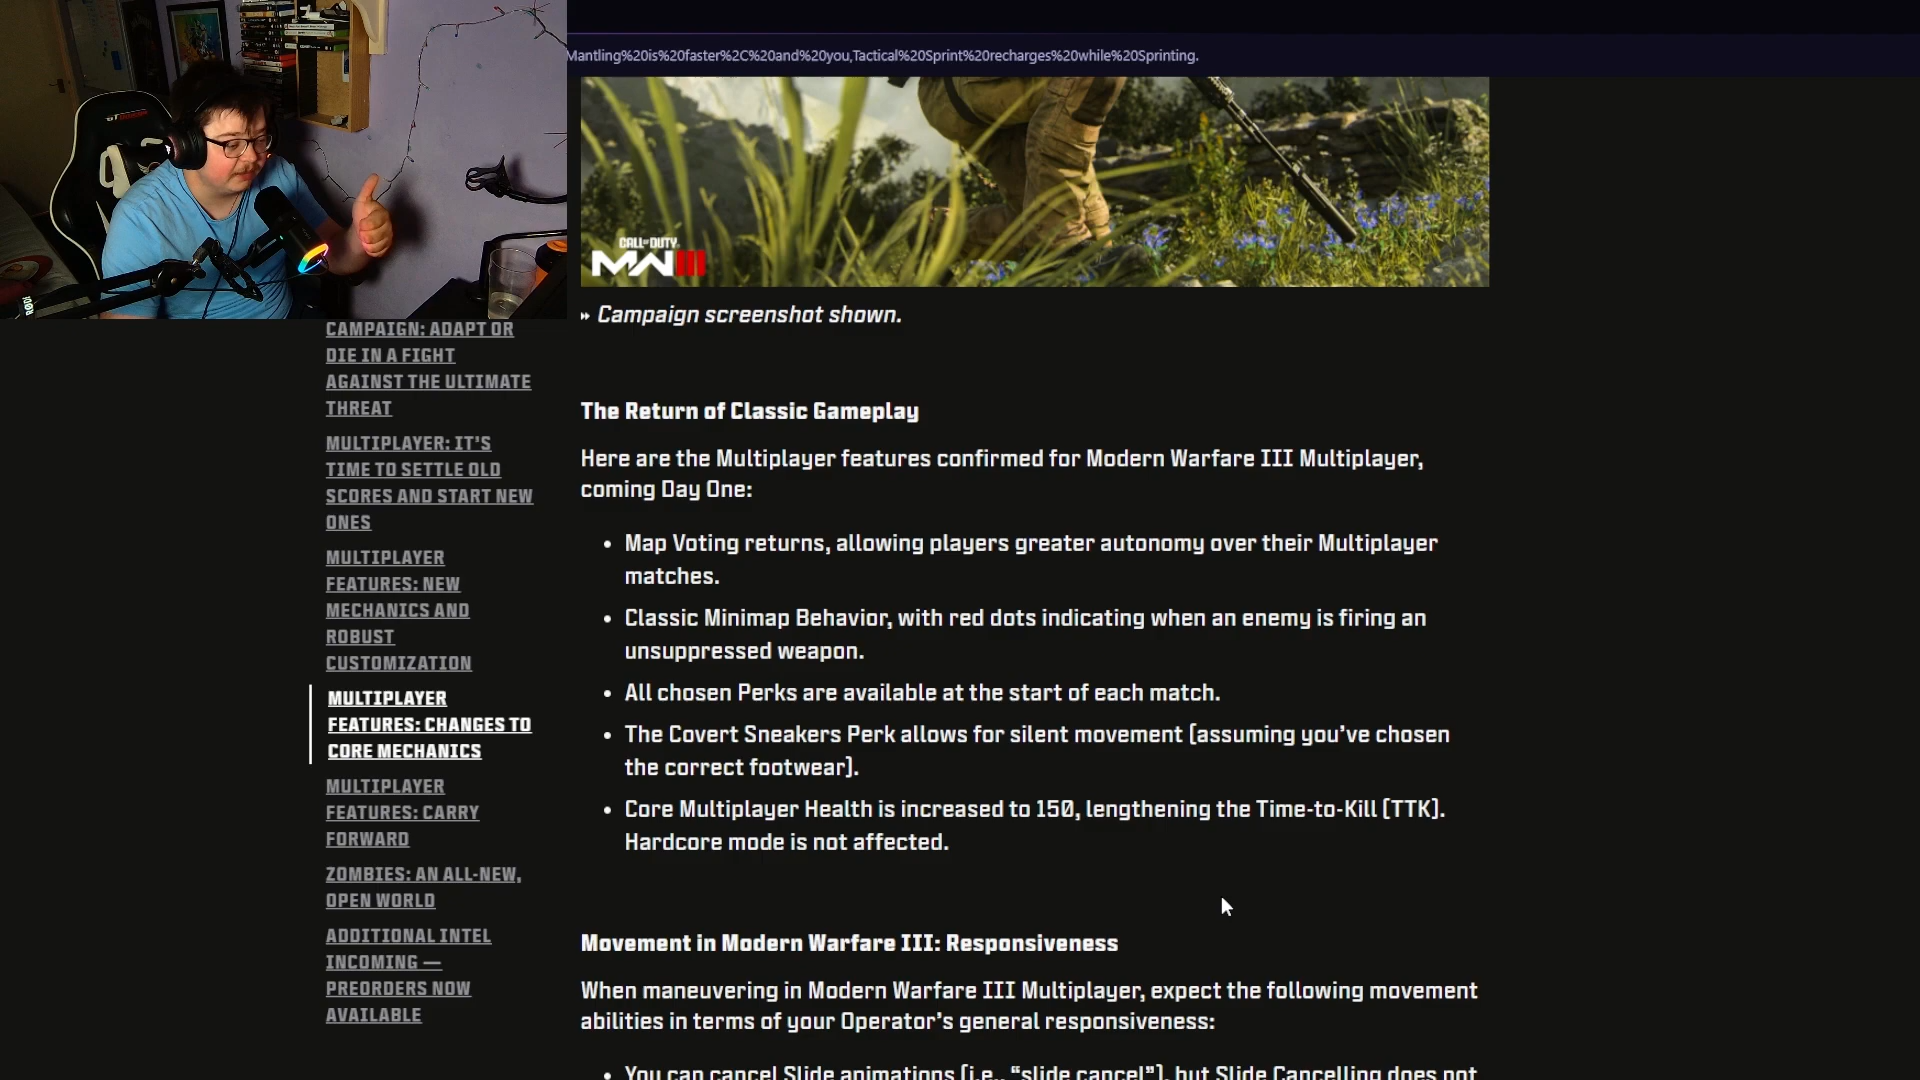 Mantling%20is%20faster%2C%20and%20you,Tactical%20Sprint%20recharges%20while%20Sprinting.
CALL OF DUTY
MWIII
Campaign screenshot shown.
CAMPAIGN: ADAPT OR
DIE IN A FIGHT
AGAINST THE ULTIMATE
THREAT
MULTIPLAYER: IT'S
TIME TO SETTLE OLD
SCORES AND START NEW
ONES
MULTIPLAYER
FEATURES: NEW
MECHANICS AND
ROBUST
CUSTOMIZATION
MULTIPLAYER
FEATURES: CHANGES TO
CORE MECHANICS
MULTIPLAYER
FEATURES: CARRY
FORWARD
ZOMBIES: AN ALL-NEW,
OPEN WORLD
ADDITIONAL INTEL
INCOMING —
PREORDERS NOW
AVAILABLE
The Return of Classic Gameplay
Here are the Multiplayer features confirmed for Modern Warfare III Multiplayer,
coming Day One:
• Map Voting returns, allowing players greater autonomy over their Multiplayer
matches.
• Classic Minimap Behavior, with red dots indicating when an enemy is firing an
unsuppressed weapon.
• All chosen Perks are available at the start of each match.
• The Covert Sneakers Perk allows for silent movement [assuming you've chosen
the correct footwear].
• Core Multiplayer Health is increased to 150, lengthening the Time-to-Kill [TTK].
Hardcore mode is not affected.
Movement in Modern Warfare III: Responsiveness
When maneuvering in Modern Warfare III Multiplayer, expect the following movement
abilities in terms of your Operator's general responsiveness:
• You can cancel Slide animations [i.e., "slide cancel"], but Slide Cancelling does not
RØDE